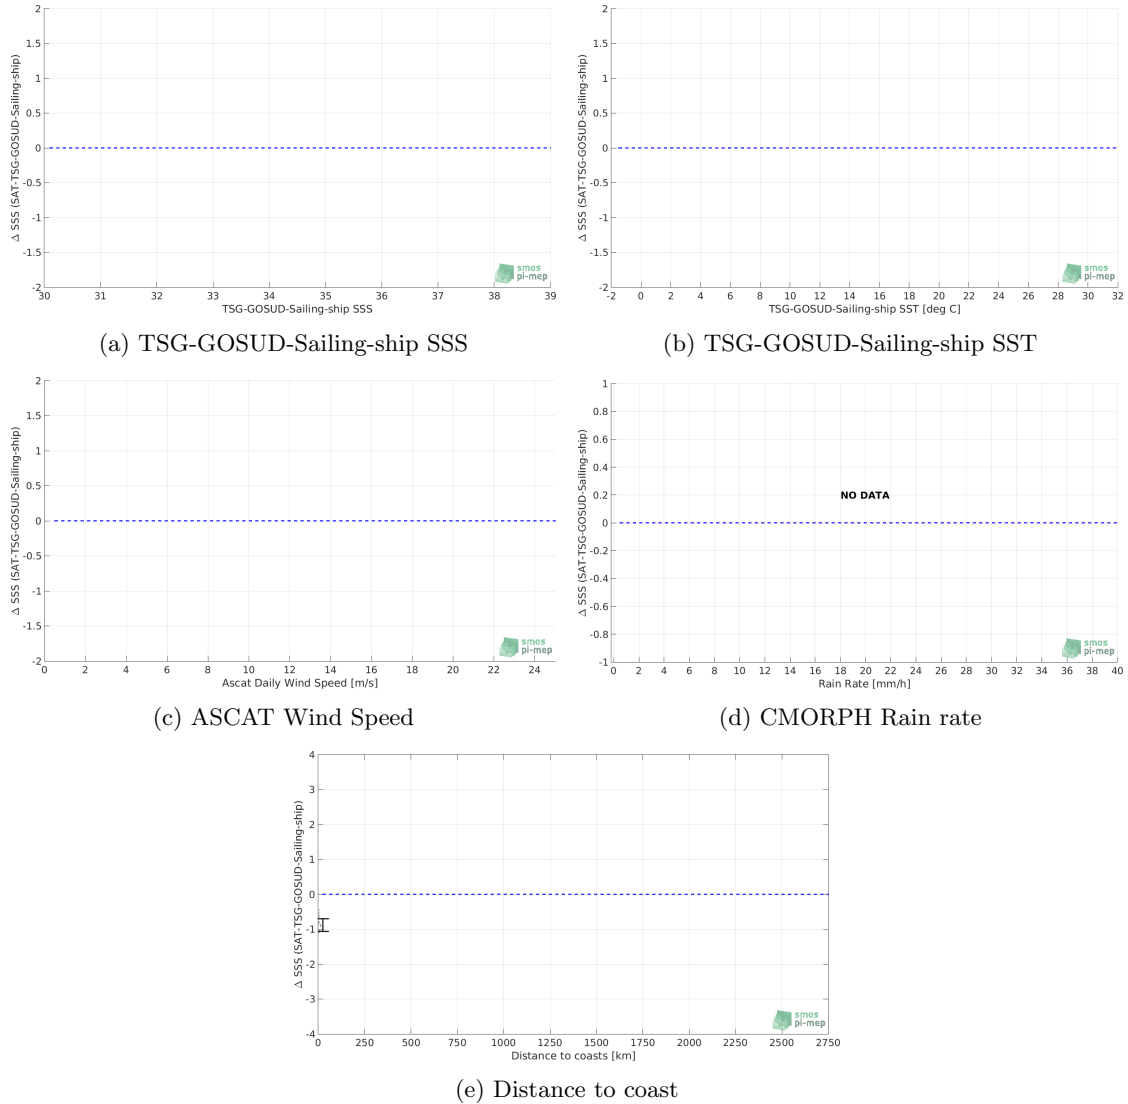 2
1.5
1
0.5
0
-0.5
-1
-1.5
-2
Δ SSS (SAT-TSG-GOSUD-Sailing-ship)
30 31 32 33 34 35 36 37 38 39
TSG-GOSUD-Sailing-ship SSS
smos
pi-mep
(a) TSG-GOSUD-Sailing-ship SSS
2
1.5
1
0.5
0
-0.5
-1
-1.5
-2
Δ SSS (SAT-TSG-GOSUD-Sailing-ship)
-2 0 2 4 6 8 10 12 14 16 18 20 22 24 26 28 30 32
TSG-GOSUD-Sailing-ship SST [deg C]
smos
pi-mep
(b) TSG-GOSUD-Sailing-ship SST
2
1.5
1
0.5
0
-0.5
-1
-1.5
-2
Δ SSS (SAT-TSG-GOSUD-Sailing-ship)
0 2 4 6 8 10 12 14 16 18 20 22 24
Ascat Daily Wind Speed [m/s]
smos
pi-mep
(c) ASCAT Wind Speed
1
0.8
0.6
0.4
0.2
0
-0.2
-0.4
-0.6
-0.8
-1
Δ SSS (SAT-TSG-GOSUD-Sailing-ship)
NO DATA
0 2 4 6 8 10 12 14 16 18 20 22 24 26 28 30 32 34 36 38 40
Rain Rate [mm/h]
smos
pi-mep
(d) CMORPH Rain rate
4
3
2
1
0
-1
-2
-3
-4
Δ SSS (SAT-TSG-GOSUD-Sailing-ship)
0 250 500 750 1000 1250 1500 1750 2000 2250 2500 2750
Distance to coasts [km]
smos
pi-mep
(e) Distance to coast